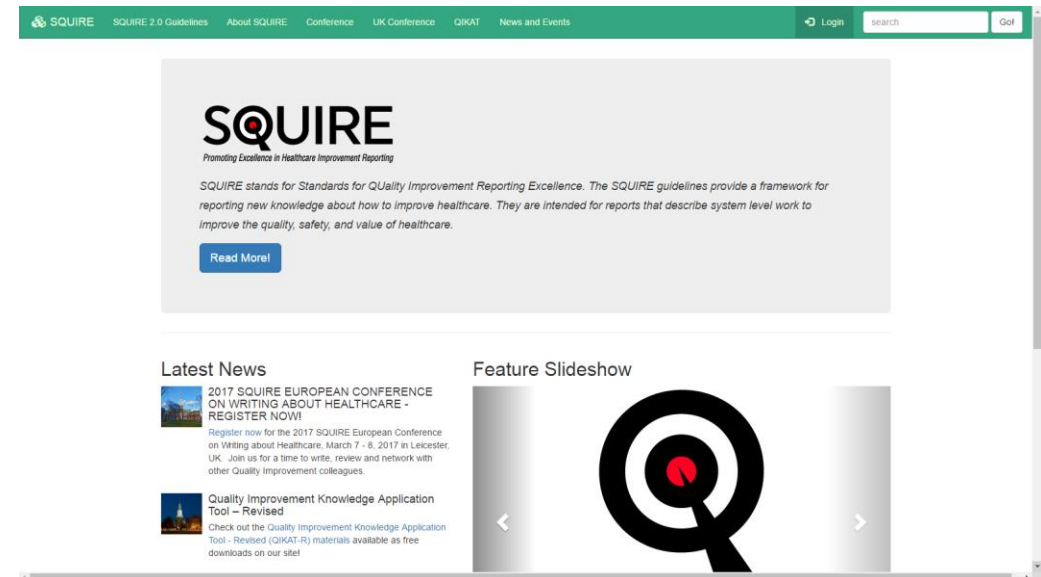 SQUIRE SQUIRE 2.0 Guidelines About SQUIRE Conference UK Conference QIKAT News and Events Login search Go!
SQUIRE
Promoting Excellence in Healthcare Improvement Reporting
SQUIRE stands for Standards for QUality Improvement Reporting Excellence. The SQUIRE guidelines provide a framework for
reporting new knowledge about how to improve healthcare. They are intended for reports that describe system level work to
improve the quality, safety, and value of healthcare.
Read More!
Latest News
2017 SQUIRE EUROPEAN CONFERENCE
ON WRITING ABOUT HEALTHCARE -
REGISTER NOW!
Register now for the 2017 SQUIRE European Conference
on Writing about Healthcare, March 7 - 8, 2017 in Leicester,
UK. Join us for a time to write, review and network with
other Quality Improvement colleagues.
Quality Improvement Knowledge Application
Tool – Revised
Check out the Quality Improvement Knowledge Application
Tool - Revised (QIKAT-R) materials available as free
downloads on our site!
Feature Slideshow